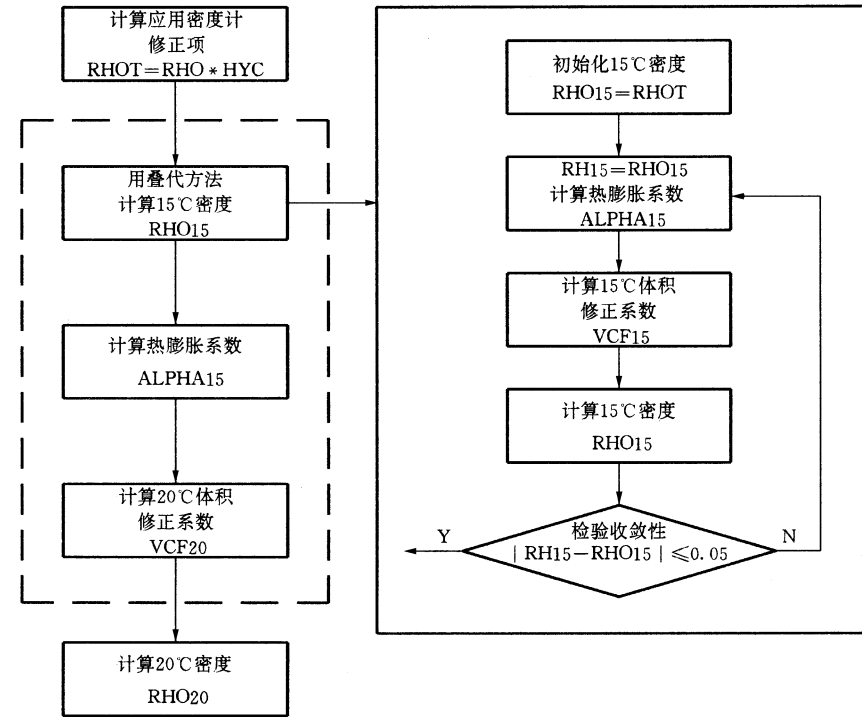 计算应用密度计
修正项
RHOT=RHO*HYC
用叠代方法
计算15℃密度
RHO15
计算热膨胀系数
ALPHA15
计算20℃体积
修正系数
VCF20
计算20℃密度
RHO20
初始化15℃密度
RHO15=RHOT
RH15=RHO15
计算热膨胀系数
ALPHA15
计算15℃体积
修正系数
VCF15
计算15℃密度
RHO15
检验收敛性
|RH15-RHO15|≤0.05
Y
N